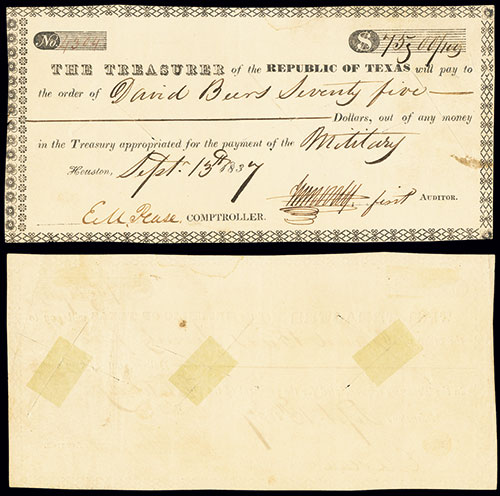 No
$ 75 00/100
THE TREASURER of the REPUBLIC OF TEXAS will pay to
the order of David Beers Seventy five
Dollars, out of any money
in the Treasury appropriated for the payment of the Military
Houston, Sept. 13th 1837
first AUDITOR.
E.M. Pease COMPTROLLER.